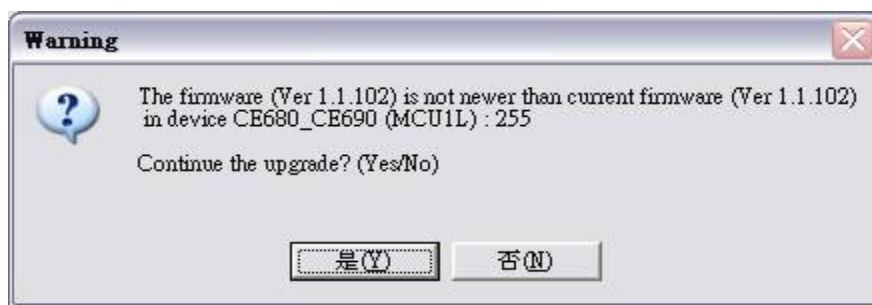 Warning
The firmware (Ver 1.1.102) is not newer than current firmware (Ver 1.1.102)
in device CE680_CE690 (MCU1L) : 255
Continue the upgrade? (Yes/No)
是(Y) 否(N)